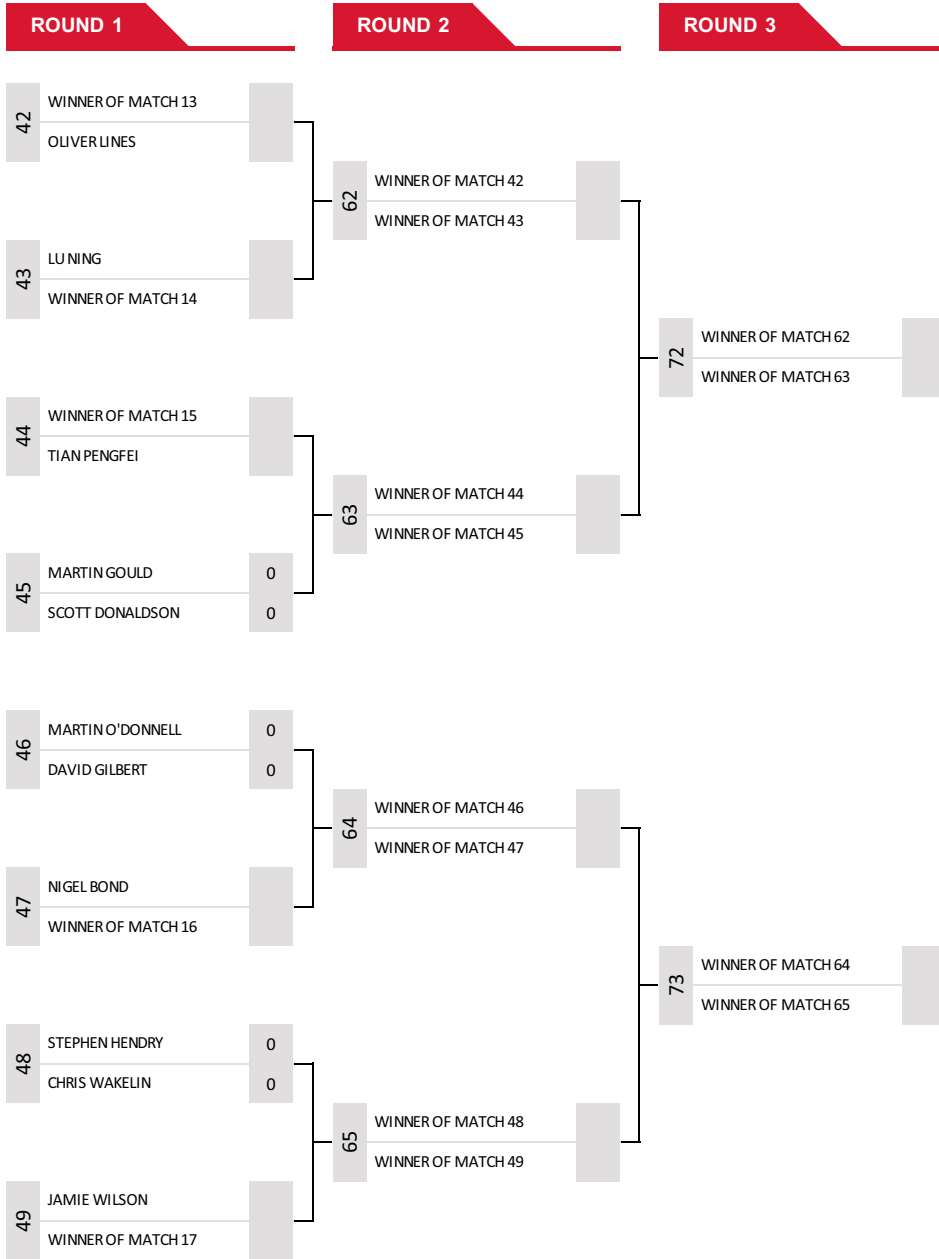 ROUND 1
ROUND 2
ROUND 3
42
WINNER OF MATCH 13
OLIVER LINES
43
LU NING
WINNER OF MATCH 14
44
WINNER OF MATCH 15
TIAN PENGFEI
45
MARTIN GOULD 0
SCOTT DONALDSON 0
46
MARTIN O'DONNELL 0
DAVID GILBERT 0
47
NIGEL BOND
WINNER OF MATCH 16
48
STEPHEN HENDRY 0
CHRIS WAKELIN 0
49
JAMIE WILSON
WINNER OF MATCH 17
62
WINNER OF MATCH 42
WINNER OF MATCH 43
63
WINNER OF MATCH 44
WINNER OF MATCH 45
64
WINNER OF MATCH 46
WINNER OF MATCH 47
65
WINNER OF MATCH 48
WINNER OF MATCH 49
72
WINNER OF MATCH 62
WINNER OF MATCH 63
73
WINNER OF MATCH 64
WINNER OF MATCH 65